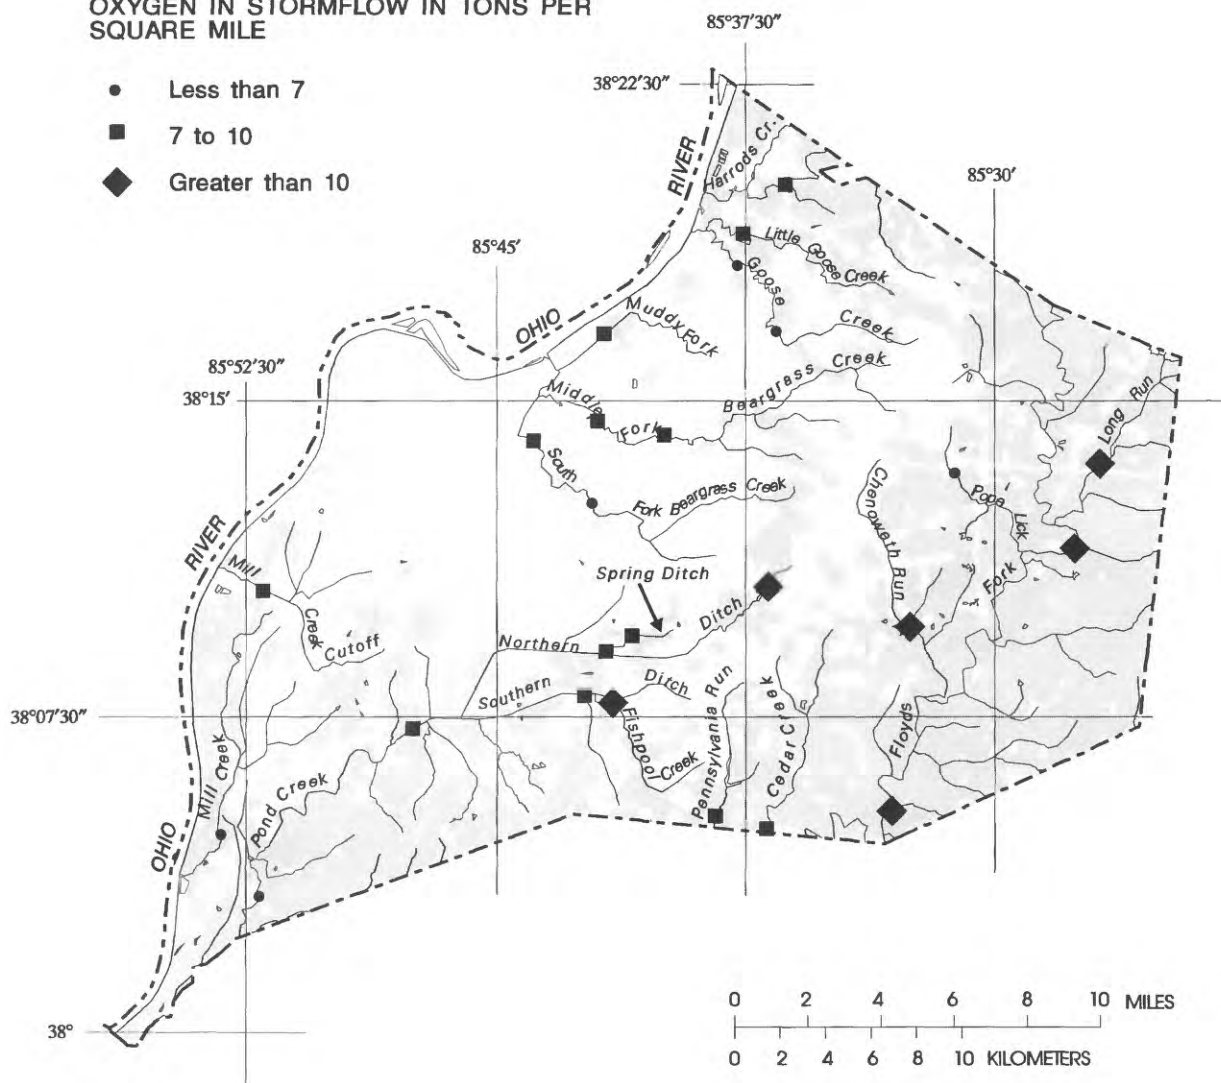 OXYGEN IN STORMFLOW IN TONS PER
SQUARE MILE
Less than 7
7 to 10
Greater than 10
85°37'30"
38°22'30"
85°30'
85°45'
85°52'30"
38°15'
38°07'30"
38°
OHIO
RIVER
Harrods Cr.
Little Goose Creek
Goose
Creek
Muddy Fork
Middle
Fork
Beargrass Creek
South
Fork Beargrass Creek
Long Run
Pope
Lick
Fork
Chenoweth Run
Floyds
RIVER
OHIO
Mill
Creek
Cutoff
Spring Ditch
Northern
Ditch
Southern
Ditch
Fishpool
Creek
Pennsylvania Run
Cedar Creek
Mill Creek
Pond Creek
0 2 4 6 8 10 MILES
0 2 4 6 8 10 KILOMETERS